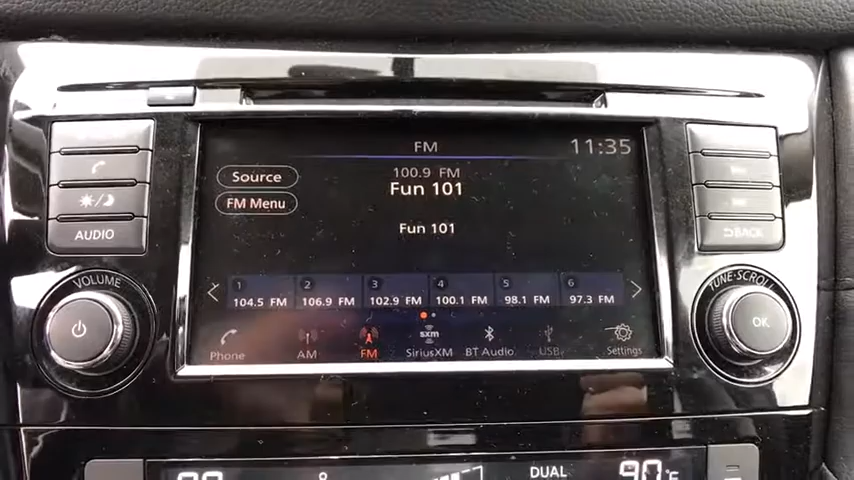 FM
11:35
Source
100.9 FM
Fun 101
FM Menu
Fun 101
AUDIO
BACK
VOLUME
TUNE·SCROLL
OK
1 2 3 4 5 6
104.5 FM 106.9 FM 102.9 FM 100.1 FM 98.1 FM 97.3 FM
sxm
Phone AM FM SiriusXM BT Audio USB Settings
DUAL
90°F